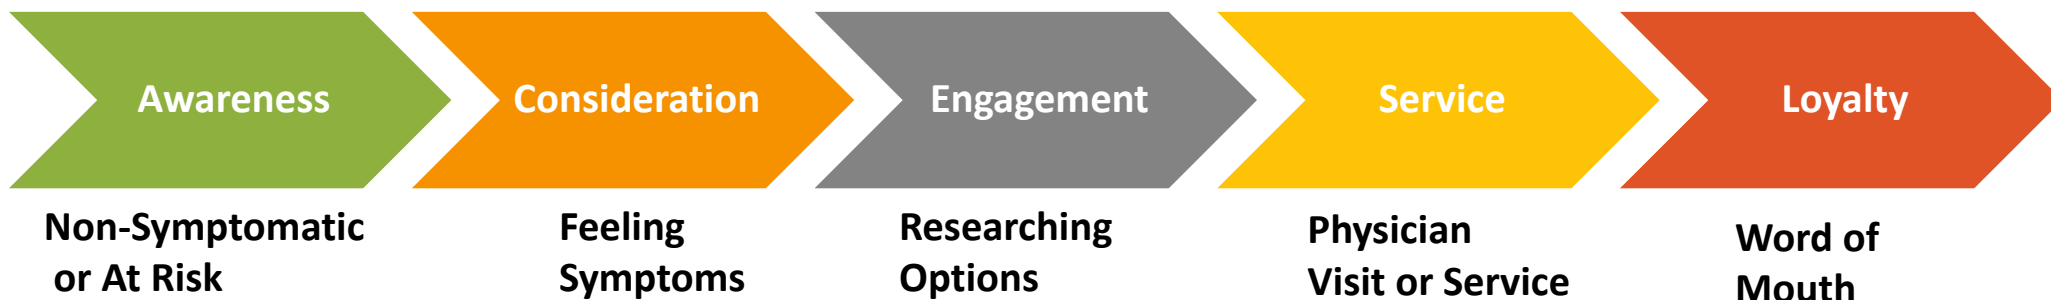 Awareness
Consideration
Engagement
Service
Loyalty
Non-Symptomatic
or At Risk
Feeling
Symptoms
Researching
Options
Physician
Visit or Service
Word of
Mouth